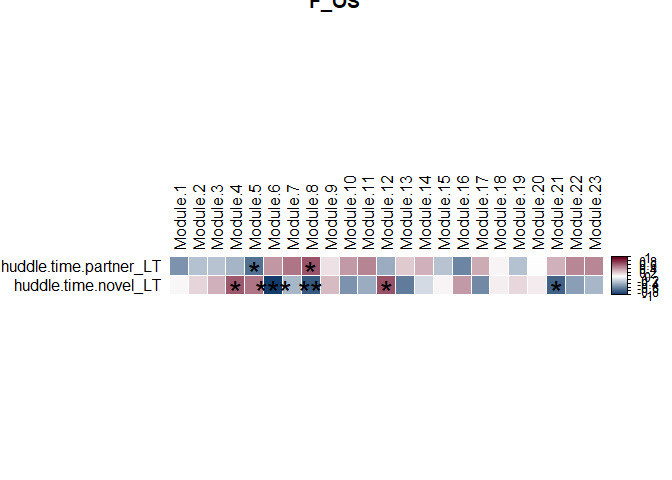 F_OS
Module.1
Module.2
Module.3
Module.4
Module.5
Module.6
Module.7
Module.8
Module.9
Module.10
Module.11
Module.12
Module.13
Module.14
Module.15
Module.16
Module.17
Module.18
Module.19
Module.20
Module.21
Module.22
Module.23
huddle.time.partner_LT * *
huddle.time.novel_LT * *** * ** * *